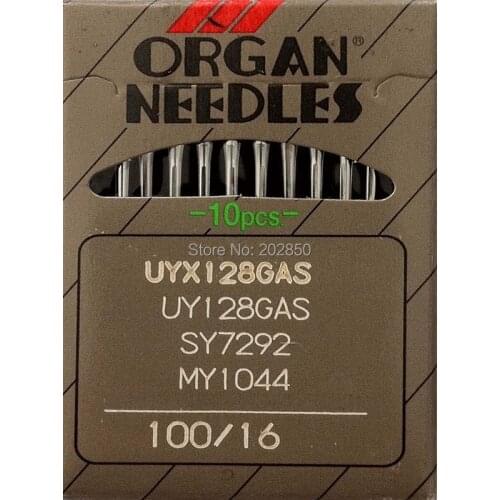 ORGAN®
NEEDLES
-10pcs.-
Store No: 202850
UYX128GAS
UY128GAS
SY7292
MY1044
100/16